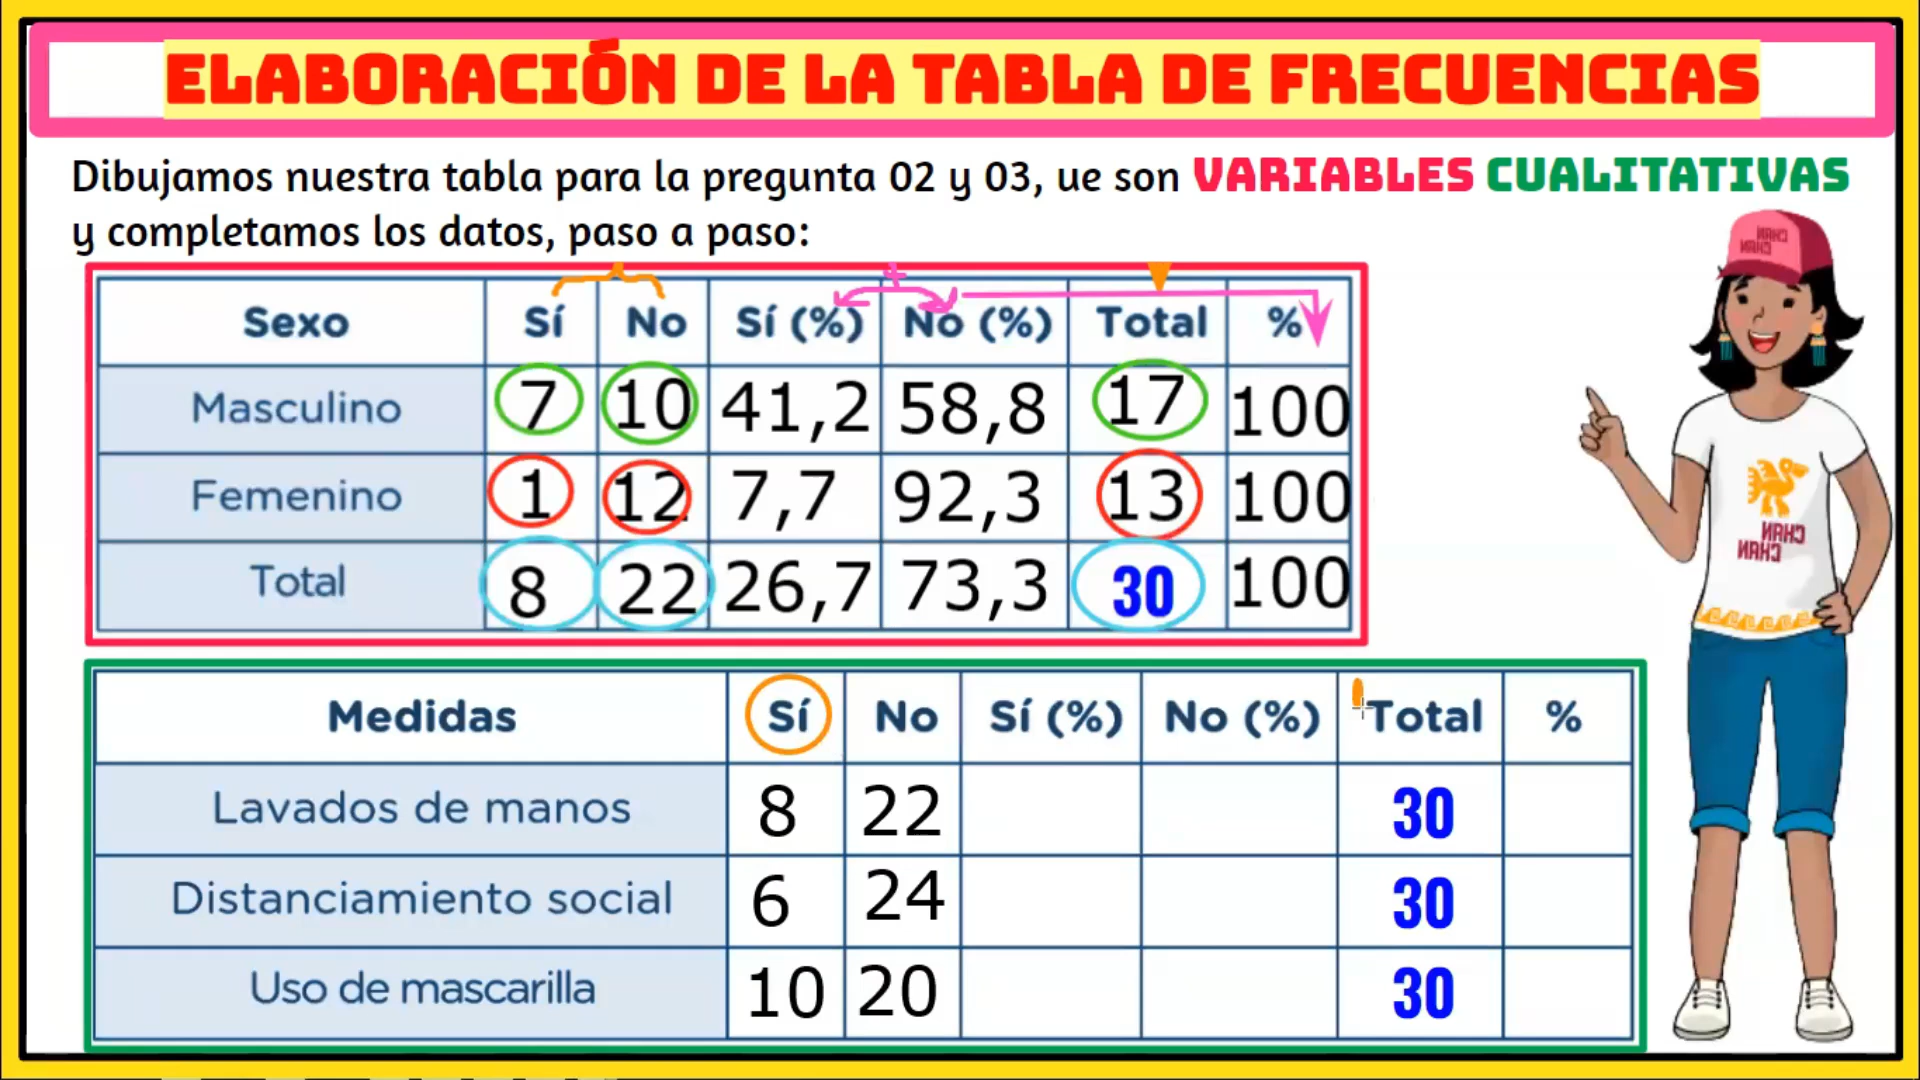 ELABORACIÓN DE LA TABLA DE FRECUENCIAS
Dibujamos nuestra tabla para la pregunta 02 y 03, ue son VARIABLES CUALITATIVAS
y completamos los datos, paso a paso:
Sexo Sí No Sí (%) No (%) Total %
Masculino 7 10 41,2 58,8 17 100
Femenino 1 12 7,7 92,3 13 100
Total 8 22 26,7 73,3 30 100
Medidas Sí No Sí (%) No (%) Total %
Lavados de manos 8 22 30
Distanciamiento social 6 24 30
Uso de mascarilla 10 20 30
CHAN
CHAN
CHAN
CHAN